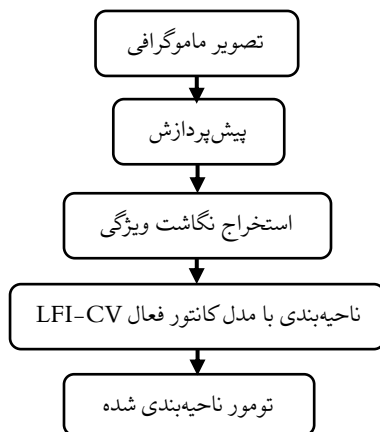 تصویر ماموگرافی
پیش‌پردازش
استخراج نگاشت ویژگی
ناحیه‌بندی با مدل کانتور فعال LFI-CV
تومور ناحیه‌بندی شده